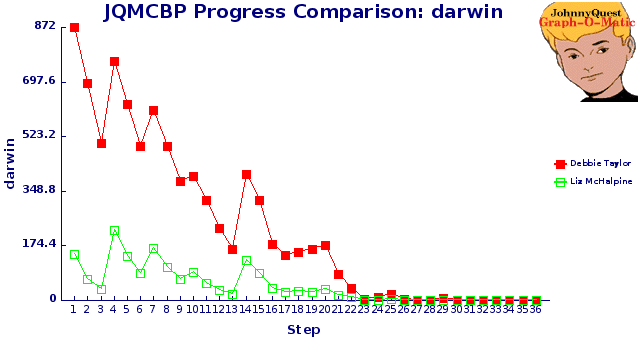 JQMCBP Progress Comparison: darwin
JohnnyQuest
Graph-O-Matic
872
697.6
523.2
348.8
174.4
0
darwin
1 2 3 4 5 6 7 8 9 10 11 12 13 14 15 16 17 18 19 20 21 22 23 24 25 26 27 28 29 30 31 32 33 34 35 36
Step
Debbie Taylor
Liz McHalpine